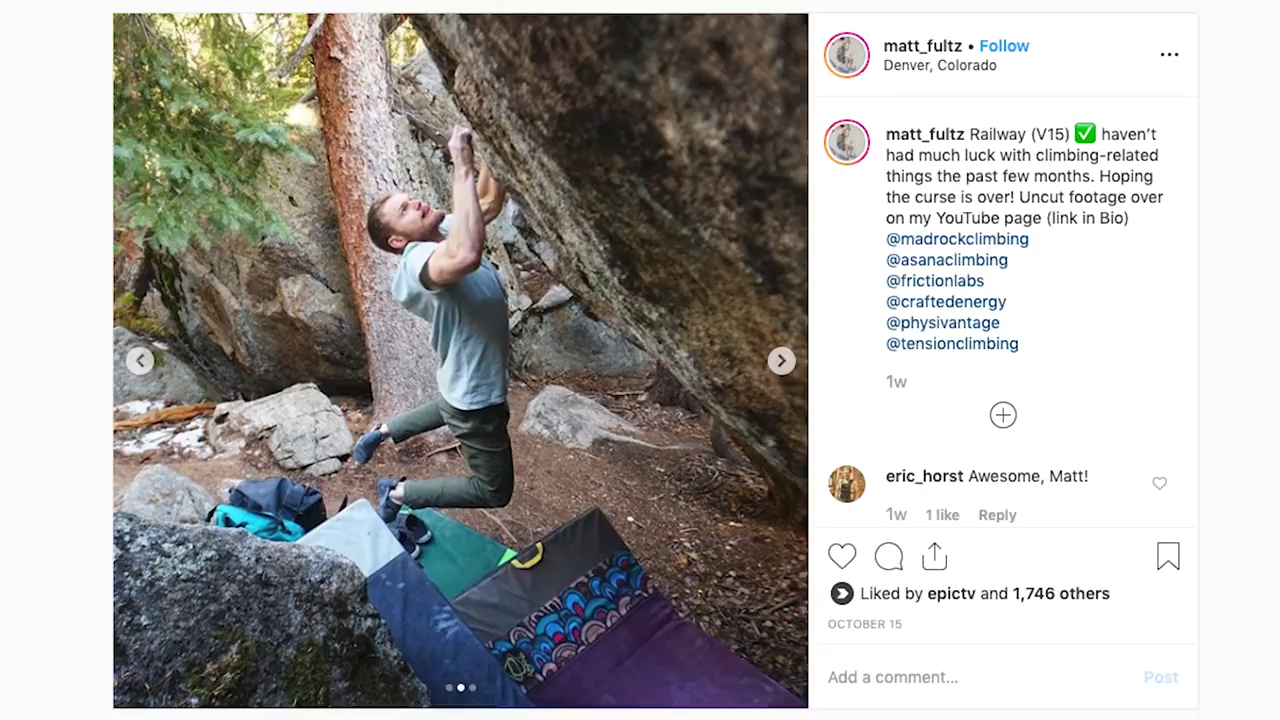 matt_fultz • Follow
Denver, Colorado
matt_fultz Railway (V15) ✅ haven't
had much luck with climbing-related
things the past few months. Hoping
the curse is over! Uncut footage over
on my YouTube page (link in Bio)
@madrockclimbing
@asanaclimbing
@frictionlabs
@craftedenergy
@physivantage
@tensionclimbing
1w
eric_horst Awesome, Matt!
1w 1 like Reply
Liked by epictv and 1,746 others
OCTOBER 15
Add a comment... Post